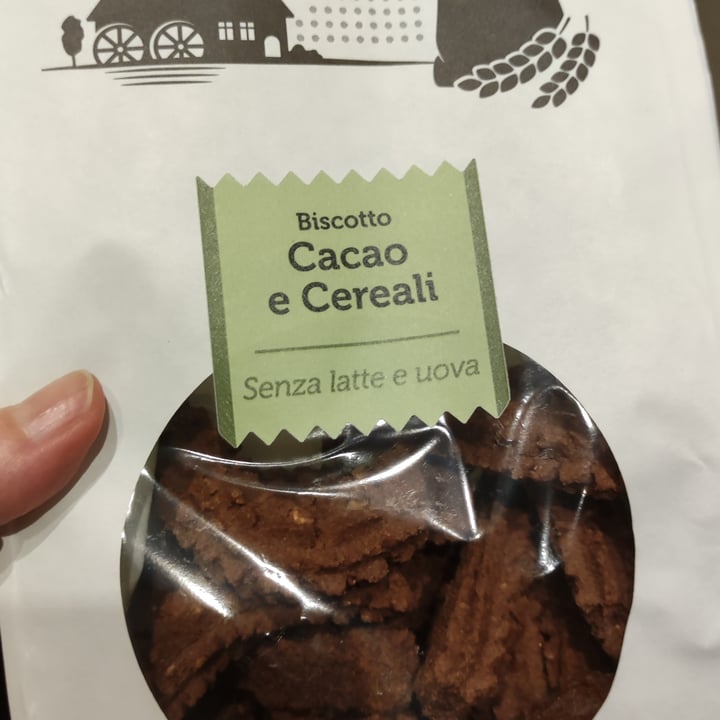 Biscotto
Cacao
e Cereali
Senza latte e uova